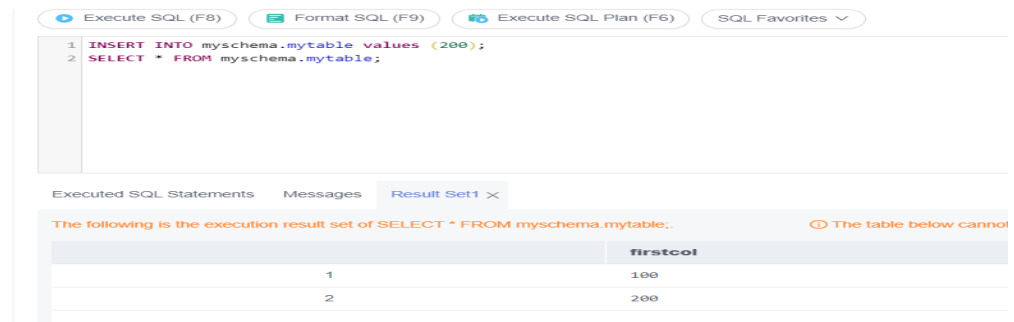 Execute SQL (F8) Format SQL (F9) Execute SQL Plan (F6) SQL Favorites
1 INSERT INTO myschema.mytable values (200);
2 SELECT * FROM myschema.mytable;
Executed SQL Statements Messages Result Set1 ×
The following is the execution result set of SELECT * FROM myschema.mytable;. The table below cannot
firstcol
1 100
2 200